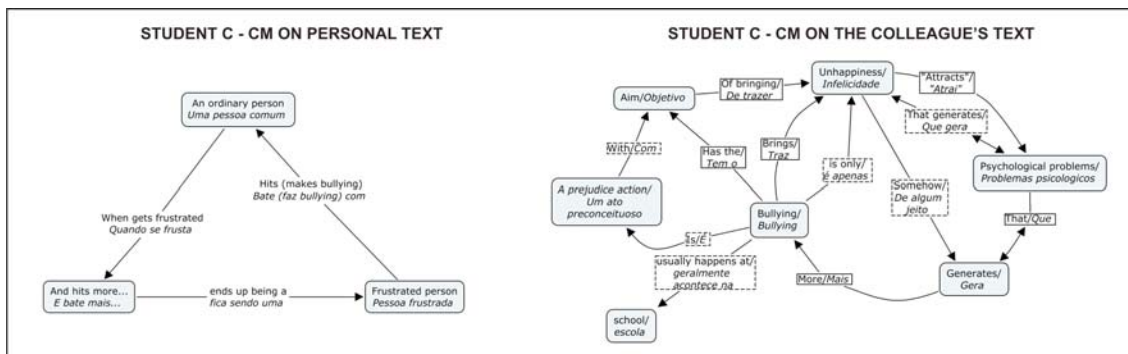 STUDENT C - CM ON PERSONAL TEXT
An ordinary person
Uma pessoa comum
Hits (makes bullying)
Bate (faz bullying) com
When gets frustrated
Quando se frusta
And hits more...
E bate mais...
ends up being a
fica sendo uma
Frustrated person
Pessoa frustrada
STUDENT C - CM ON THE COLLEAGUE'S TEXT
Aim/Objetivo
Of bringing/
De trazer
Unhappiness/
Infelicidade
"Attracts"/
"Atrai"
That generates/
Que gera
With/Com
Has the/
Tem o
Brings/
Traz
is only/
é apenas
Psychological problems/
Problemas psicologicos
A prejudice action/
Um ato
preconceituoso
Bullying/
Bullying
Somehow/
De algum
jeito
That/Que
Is/É
usually happens at/
geralmente
acontece na
More/Mais
Generates/
Gera
school/
escola